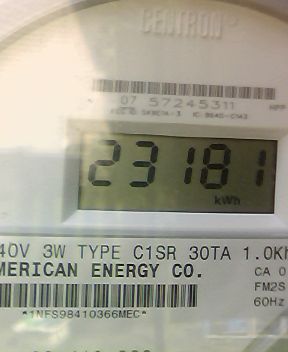 CENTRON
07 57245311
23181
kWh
40V 3W TYPE C1SR 30TA 1.0Kh
MERICAN ENERGY CO.
CA 0
FM2S
60Hz
*1NFS98410366MEC*